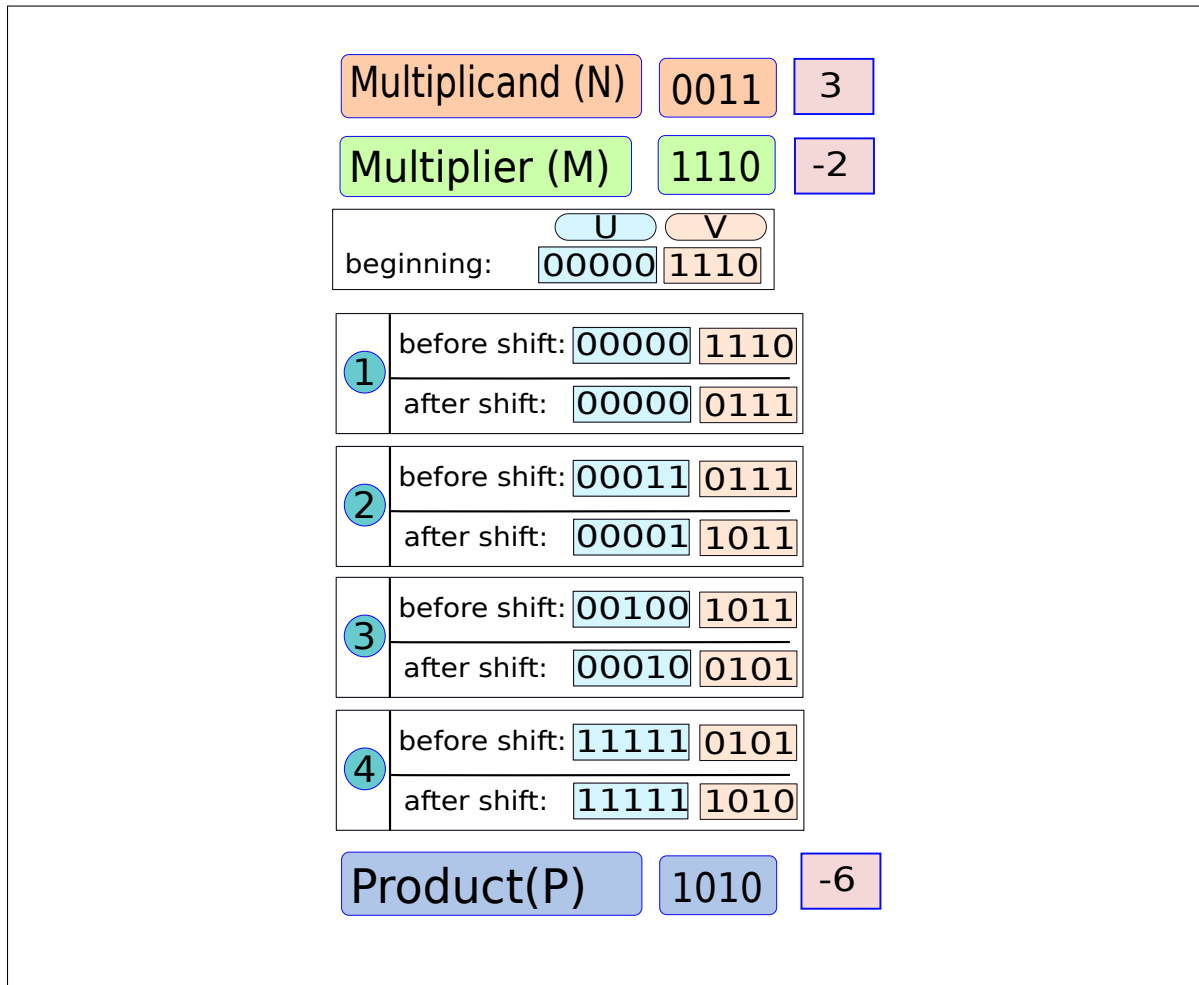 Multiplicand (N) 0011 3
Multiplier (M) 1110 -2
U V
beginning: 00000 1110
1
before shift: 00000 1110
after shift: 00000 0111
2
before shift: 00011 0111
after shift: 00001 1011
3
before shift: 00100 1011
after shift: 00010 0101
4
before shift: 11111 0101
after shift: 11111 1010
Product(P) 1010 -6